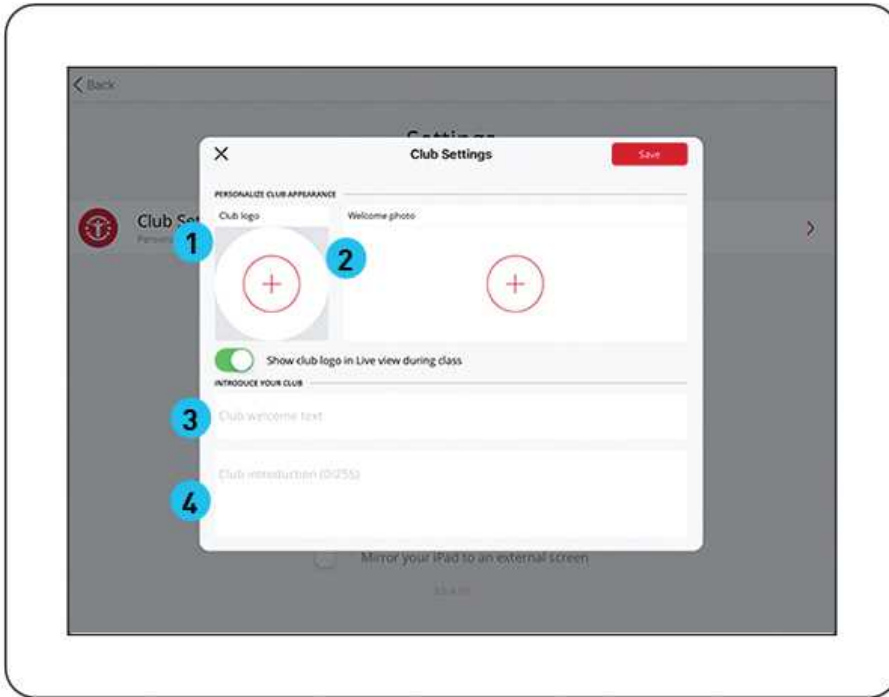 Back
Settings
Club Settings
Save
PERSONALIZE CLUB APPEARANCE
Club Set
Club logo
Welcome photo
1
2
Show club logo in Live view during class
INTRODUCE YOUR CLUB
3
Club welcome text
Club introduction (0/255)
4
Mirror your iPad to an external screen